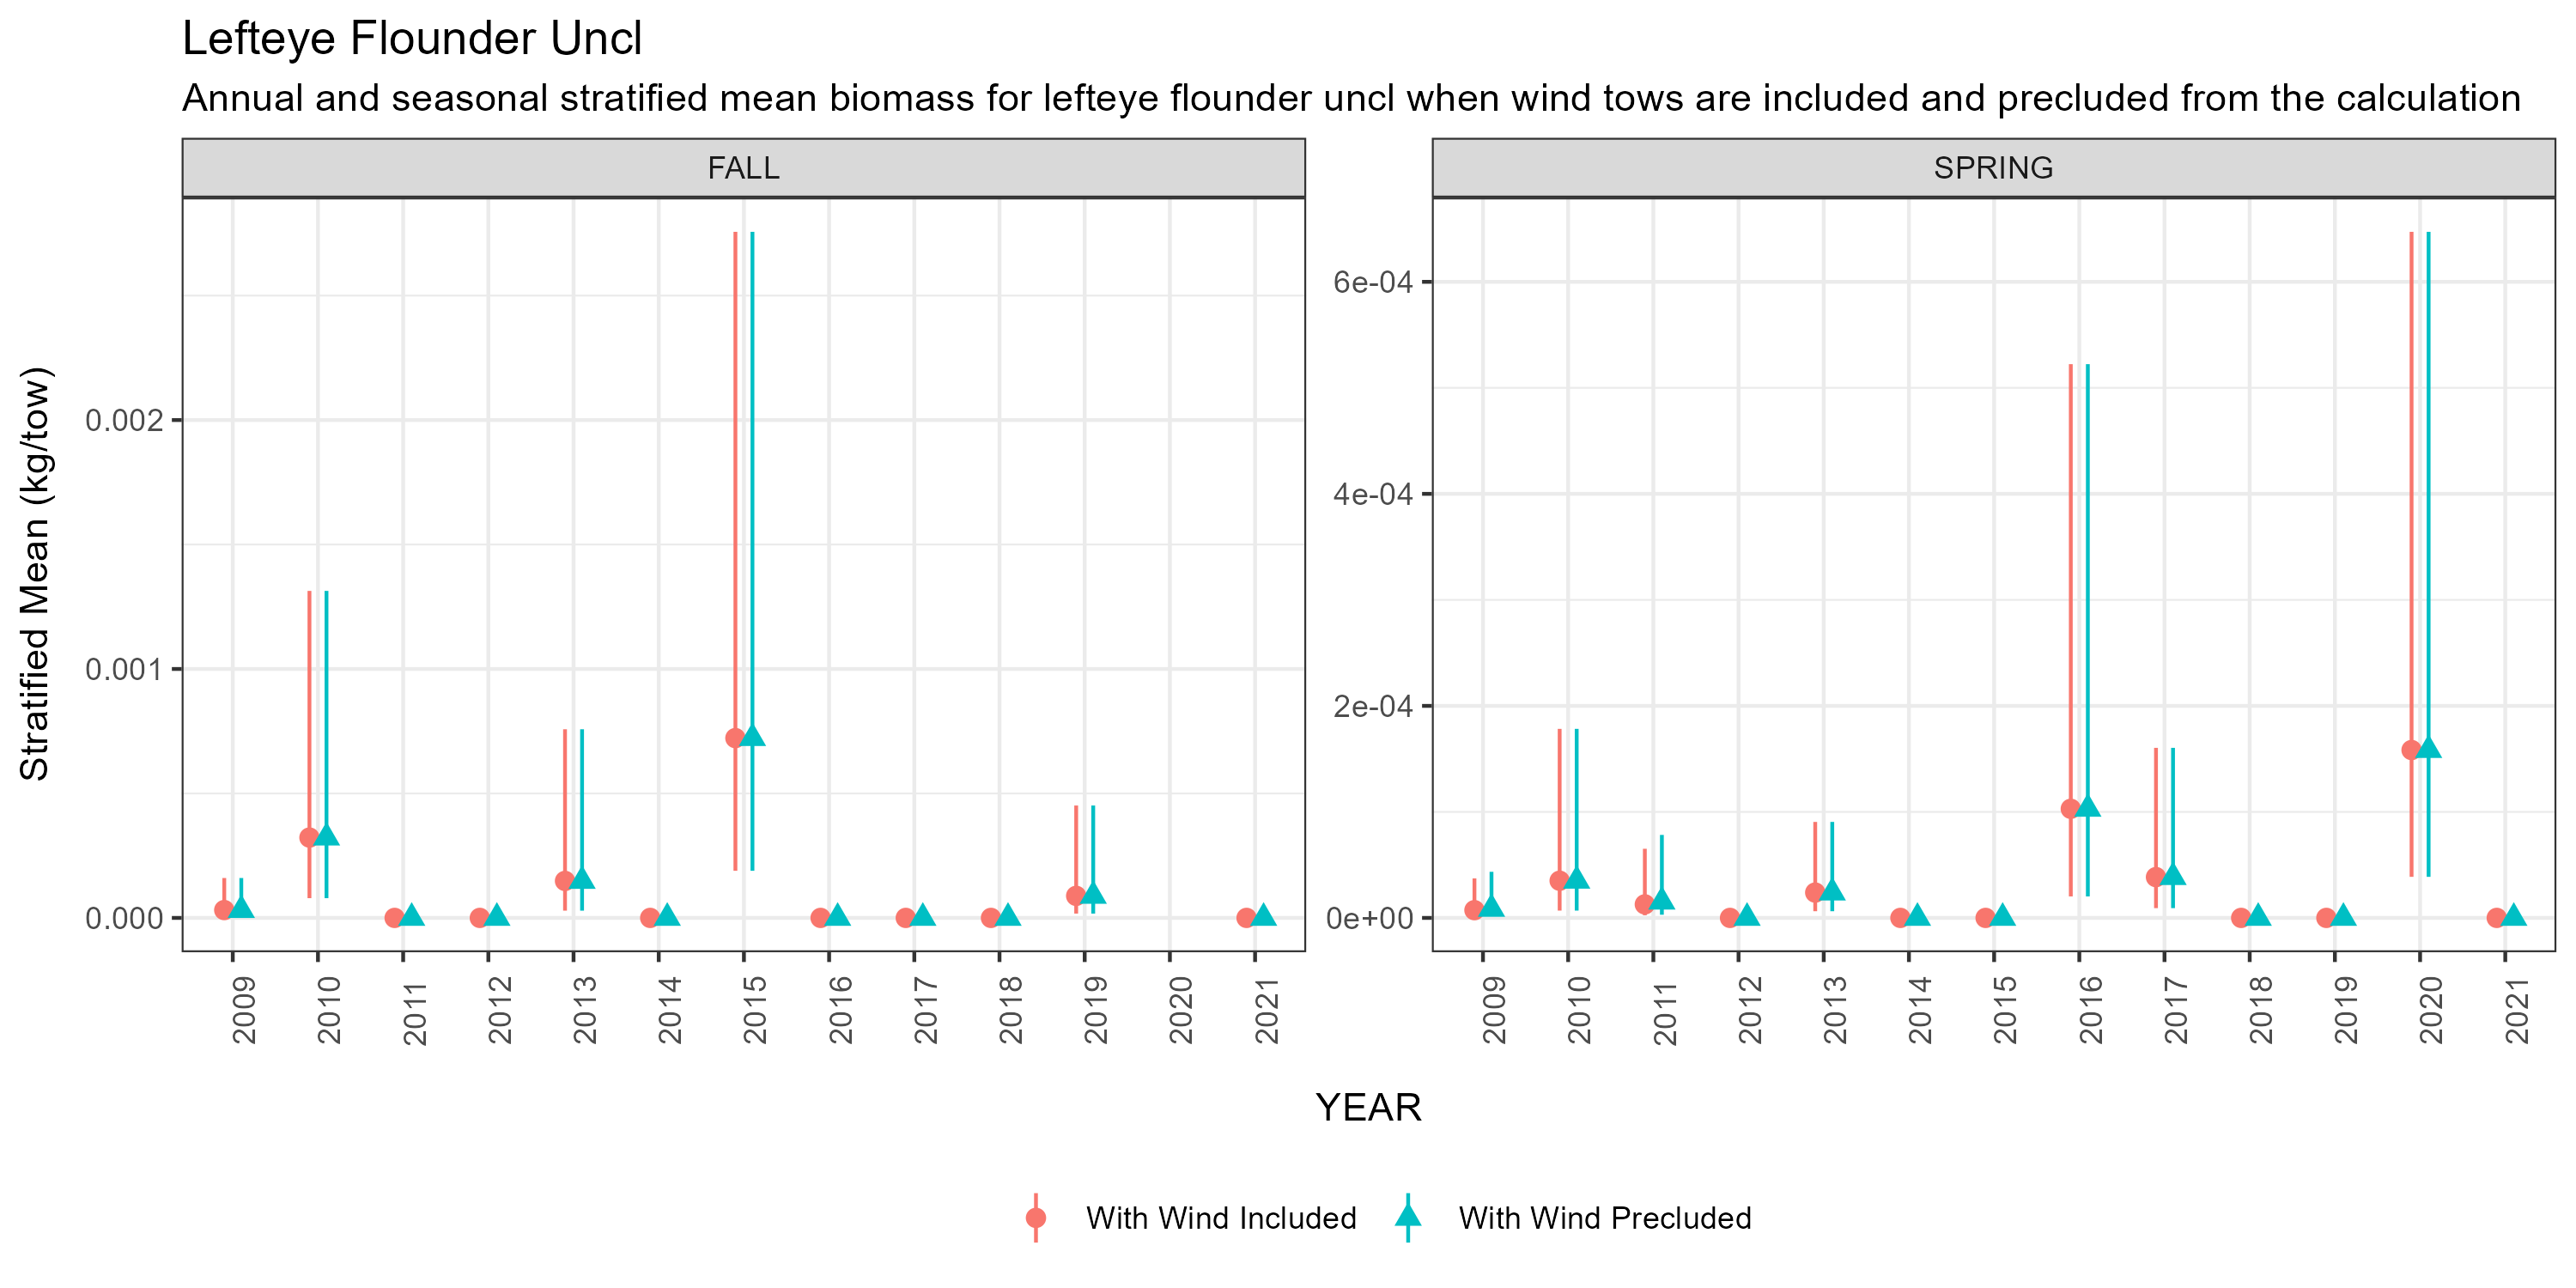 Lefteye Flounder Uncl
Annual and seasonal stratified mean biomass for lefteye flounder uncl when wind tows are included and precluded from the calculation
FALL
SPRING
Stratified Mean (kg/tow)
0.002
0.001
0.000
6e-04
4e-04
2e-04
0e+00
2009 2010 2011 2012 2013 2014 2015 2016 2017 2018 2019 2020 2021
2009 2010 2011 2012 2013 2014 2015 2016 2017 2018 2019 2020 2021
YEAR
With Wind Included
With Wind Precluded